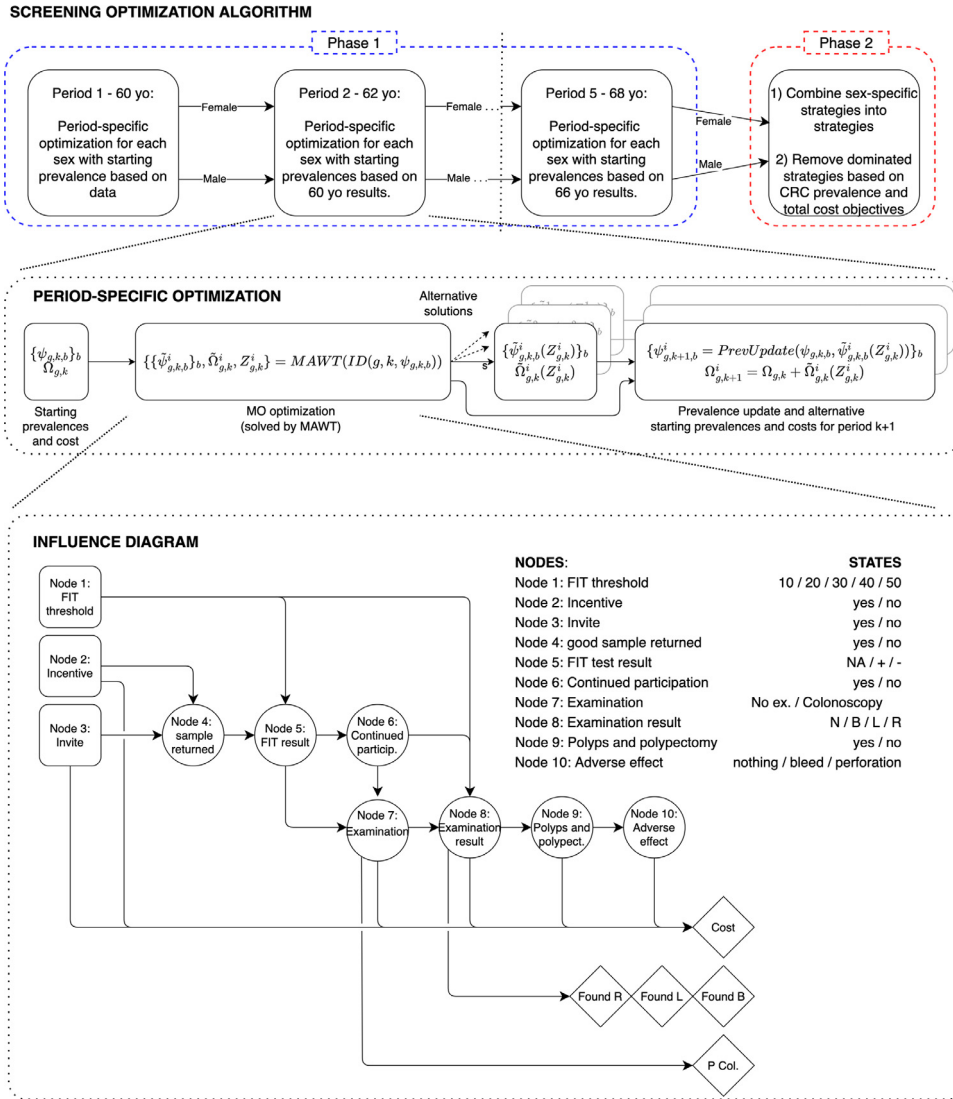 SCREENING OPTIMIZATION ALGORITHM
Phase 1
Phase 2
Period 1 - 60 yo:
Period-specific
optimization for each
sex with starting
prevalence based on
data
Female
Male
Period 2 - 62 yo:
Period-specific
optimization for each
sex with starting
prevalences based on
60 yo results.
Female . . .
Male . . .
Period 5 - 68 yo:
Period-specific
optimization for each
sex with starting
prevalences based on
66 yo results.
Female
Male
1) Combine sex-specific
strategies into
strategies
2) Remove dominated
strategies based on
CRC prevalence and
total cost objectives
PERIOD-SPECIFIC OPTIMIZATION
Alternative
solutions
{ψ_{g,k,b}}_b
Ω_{g,k}
{{ψ̃^i_{g,k,b}}_b, Ω̃^i_{g,k}, Z^i_{g,k}} = MAWT(ID(g, k, ψ_{g,k,b}))
s
{ψ̃^i_{g,k,b}(Z^i_{g,k})}_b
Ω̃^i_{g,k}(Z^i_{g,k})
{ψ^i_{g,k+1,b} = PrevUpdate(ψ_{g,k,b}, ψ̃^i_{g,k,b}(Z^i_{g,k}))}_b
Ω^i_{g,k+1} = Ω_{g,k} + Ω̃^i_{g,k}(Z^i_{g,k})
Starting
prevalences
and cost
MO optimization
(solved by MAWT)
Prevalence update and alternative
starting prevalences and costs for period k+1
INFLUENCE DIAGRAM
NODES: STATES
Node 1: FIT threshold 10 / 20 / 30 / 40 / 50
Node 2: Incentive yes / no
Node 3: Invite yes / no
Node 4: good sample returned yes / no
Node 5: FIT test result NA / + / -
Node 6: Continued participation yes / no
Node 7: Examination No ex. / Colonoscopy
Node 8: Examination result N / B / L / R
Node 9: Polyps and polypectomy yes / no
Node 10: Adverse effect nothing / bleed / perforation
Node 1:
FIT
threshold
Node 2:
Incentive
Node 3:
Invite
Node 4:
sample
returned
Node 5:
FIT result
Node 6:
Continued
particip.
Node 7:
Examination
Node 8:
Examination
result
Node 9:
Polyps and
polypect.
Node 10:
Adverse
effect
Cost
Found R
Found L
Found B
P Col.